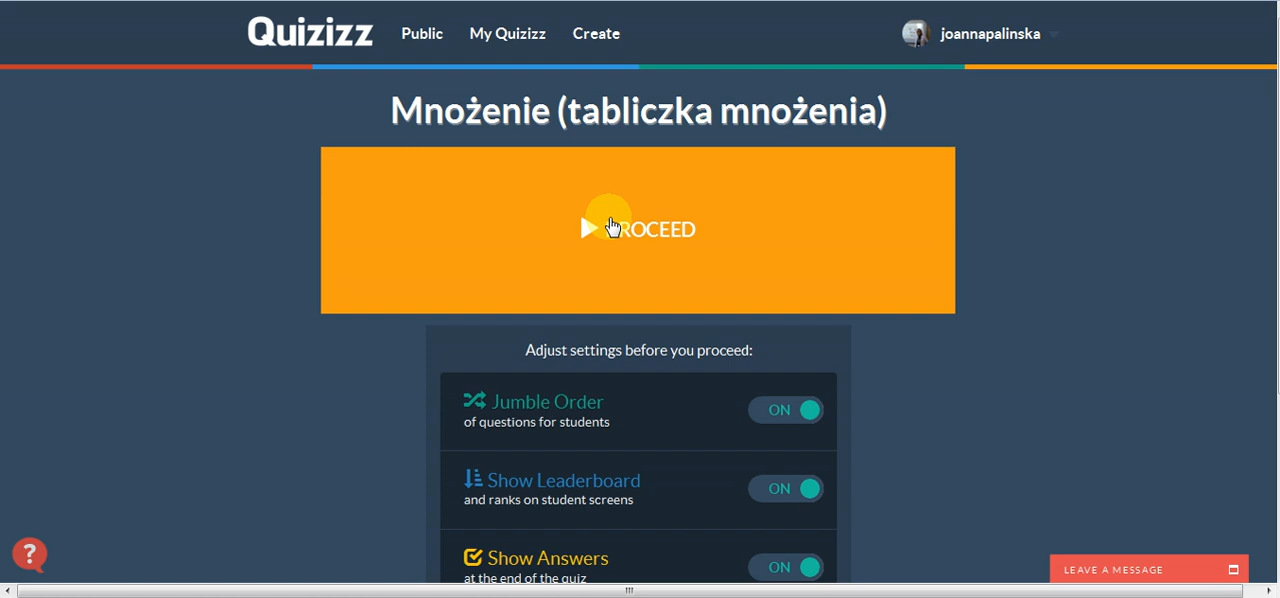 Quizizz Public My Quizizz Create joannapalinska
Mnożenie (tabliczka mnożenia)
PROCEED
Adjust settings before you proceed:
Jumble Order
of questions for students
ON
Show Leaderboard
and ranks on student screens
ON
Show Answers
at the end of the quiz
ON
?
LEAVE A MESSAGE